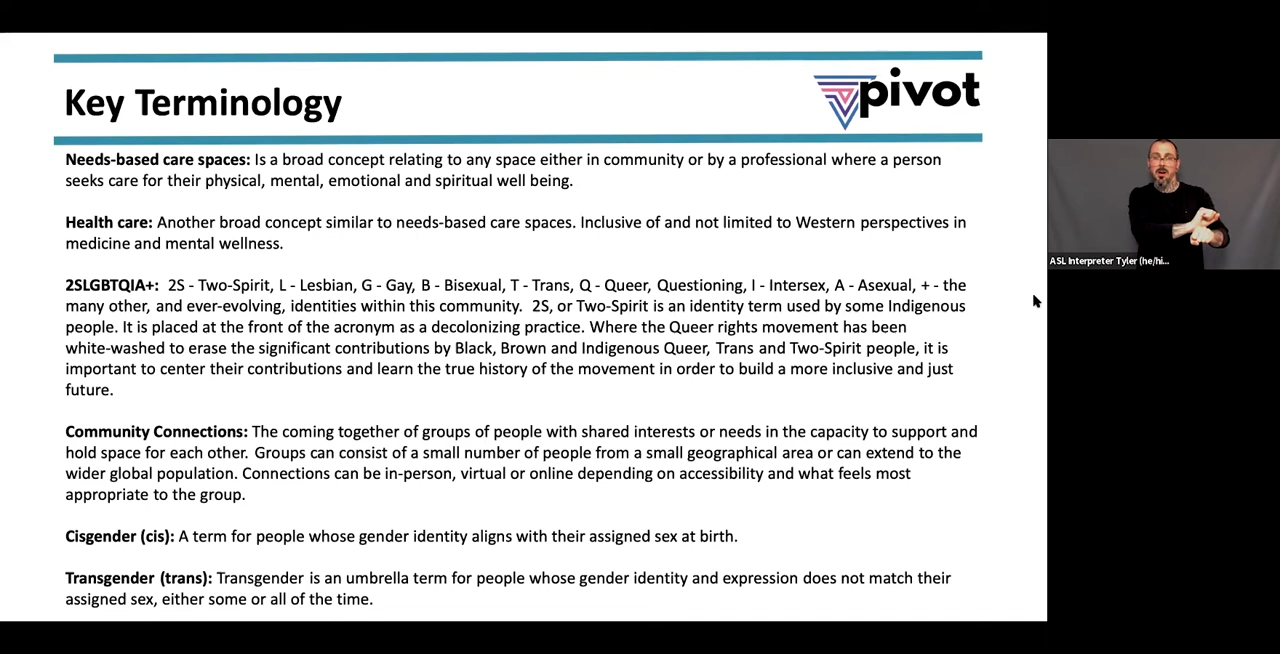 Key Terminology
pivot
Needs-based care spaces: Is a broad concept relating to any space either in community or by a professional where a person
seeks care for their physical, mental, emotional and spiritual well being.
Health care: Another broad concept similar to needs-based care spaces. Inclusive of and not limited to Western perspectives in
medicine and mental wellness.
2SLGBTQIA+: 2S - Two-Spirit, L - Lesbian, G - Gay, B - Bisexual, T - Trans, Q - Queer, Questioning, I - Intersex, A - Asexual, + - the
many other, and ever-evolving, identities within this community. 2S, or Two-Spirit is an identity term used by some Indigenous
people. It is placed at the front of the acronym as a decolonizing practice. Where the Queer rights movement has been
white-washed to erase the significant contributions by Black, Brown and Indigenous Queer, Trans and Two-Spirit people, it is
important to center their contributions and learn the true history of the movement in order to build a more inclusive and just
future.
Community Connections: The coming together of groups of people with shared interests or needs in the capacity to support and
hold space for each other. Groups can consist of a small number of people from a small geographical area or can extend to the
wider global population. Connections can be in-person, virtual or online depending on accessibility and what feels most
appropriate to the group.
Cisgender (cis): A term for people whose gender identity aligns with their assigned sex at birth.
Transgender (trans): Transgender is an umbrella term for people whose gender identity and expression does not match their
assigned sex, either some or all of the time.
ASL Interpreter Tyler (he/hi...